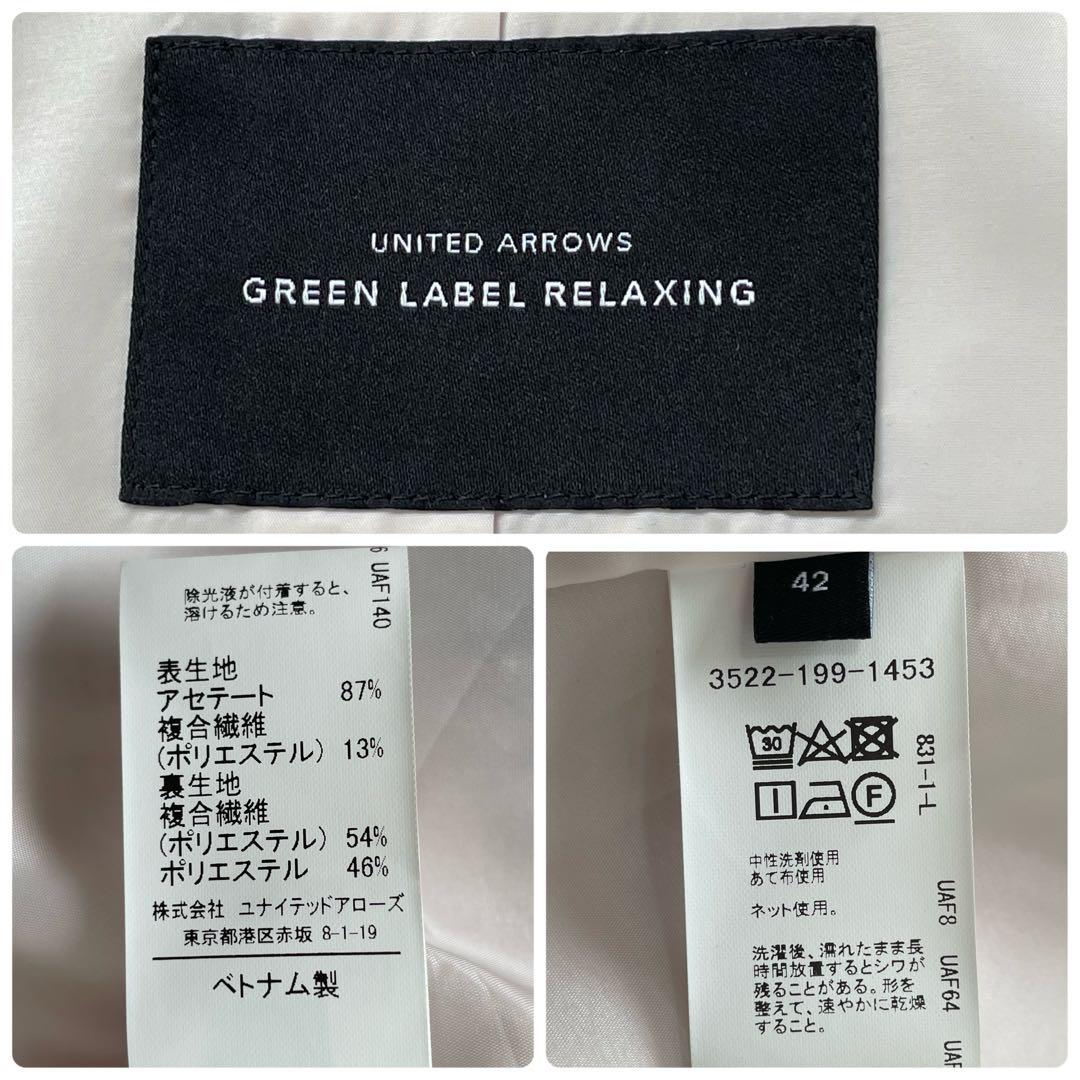 UNITED ARROWS
GREEN LABEL RELAXING
6 UAF140
除光液が付着すると、
溶けるため注意。
表生地
アセテート 87%
複合繊維
(ポリエステル) 13%
裏生地
複合繊維
(ポリエステル) 54%
ポリエステル 46%
株式会社 ユナイテッドアローズ
東京都港区赤坂 8-1-19
ベトナム製
42
3522-199-1453
30
F
831-1-L
中性洗剤使用
あて布使用
ネット使用。
洗濯後、濡れたまま長
時間放置するとシワが
残ることがある。形を
整えて、速やかに乾燥
すること。
UAF8 UAF64 UAF